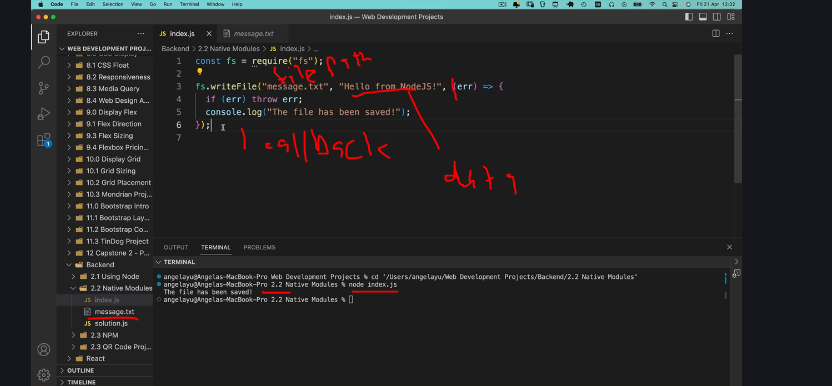 Code File Edit Selection View Go Run Terminal Window Help Fri 21 Apr 12:32
index.js — Web Development Projects
EXPLORER
WEB DEVELOPMENT PROJ...
8.1 CSS Float
8.2 Responsiveness
8.3 Media Query
8.4 Web Design A...
9.0 Display Flex
9.1 Flex Direction
9.3 Flex Sizing
9.4 Flexbox Pricin...
10.0 Display Grid
10.1 Grid Sizing
10.2 Grid Placement
10.3 Mondrian Proj...
11.0 Bootstrap Intro
11.1 Bootstrap Lay...
11.2 Bootstrap Co...
11.3 TinDog Project
12 Capstone 2 - P...
Backend
2.1 Using Node
2.2 Native Modules
JS index.js
message.txt
JS solution.js
2.3 NPM
2.3 QR Code Proj...
React
OUTLINE
TIMELINE
1
JS index.js
message.txt
Backend > 2.2 Native Modules > JS index.js > ...
1 const fs = require("fs");
2
3 fs.writeFile("message.txt", "Hello from NodeJS!", (err) => {
4 if (err) throw err;
5 console.log("The file has been saved!");
6 });
7
file path
callback
data
OUTPUT TERMINAL PROBLEMS
TERMINAL
angelayu@Angelas-MacBook-Pro Web Development Projects % cd '/Users/angelayu/Web Development Projects/Backend/2.2 Native Modules'
angelayu@Angelas-MacBook-Pro 2.2 Native Modules % node index.js
The file has been saved!
angelayu@Angelas-MacBook-Pro 2.2 Native Modules %